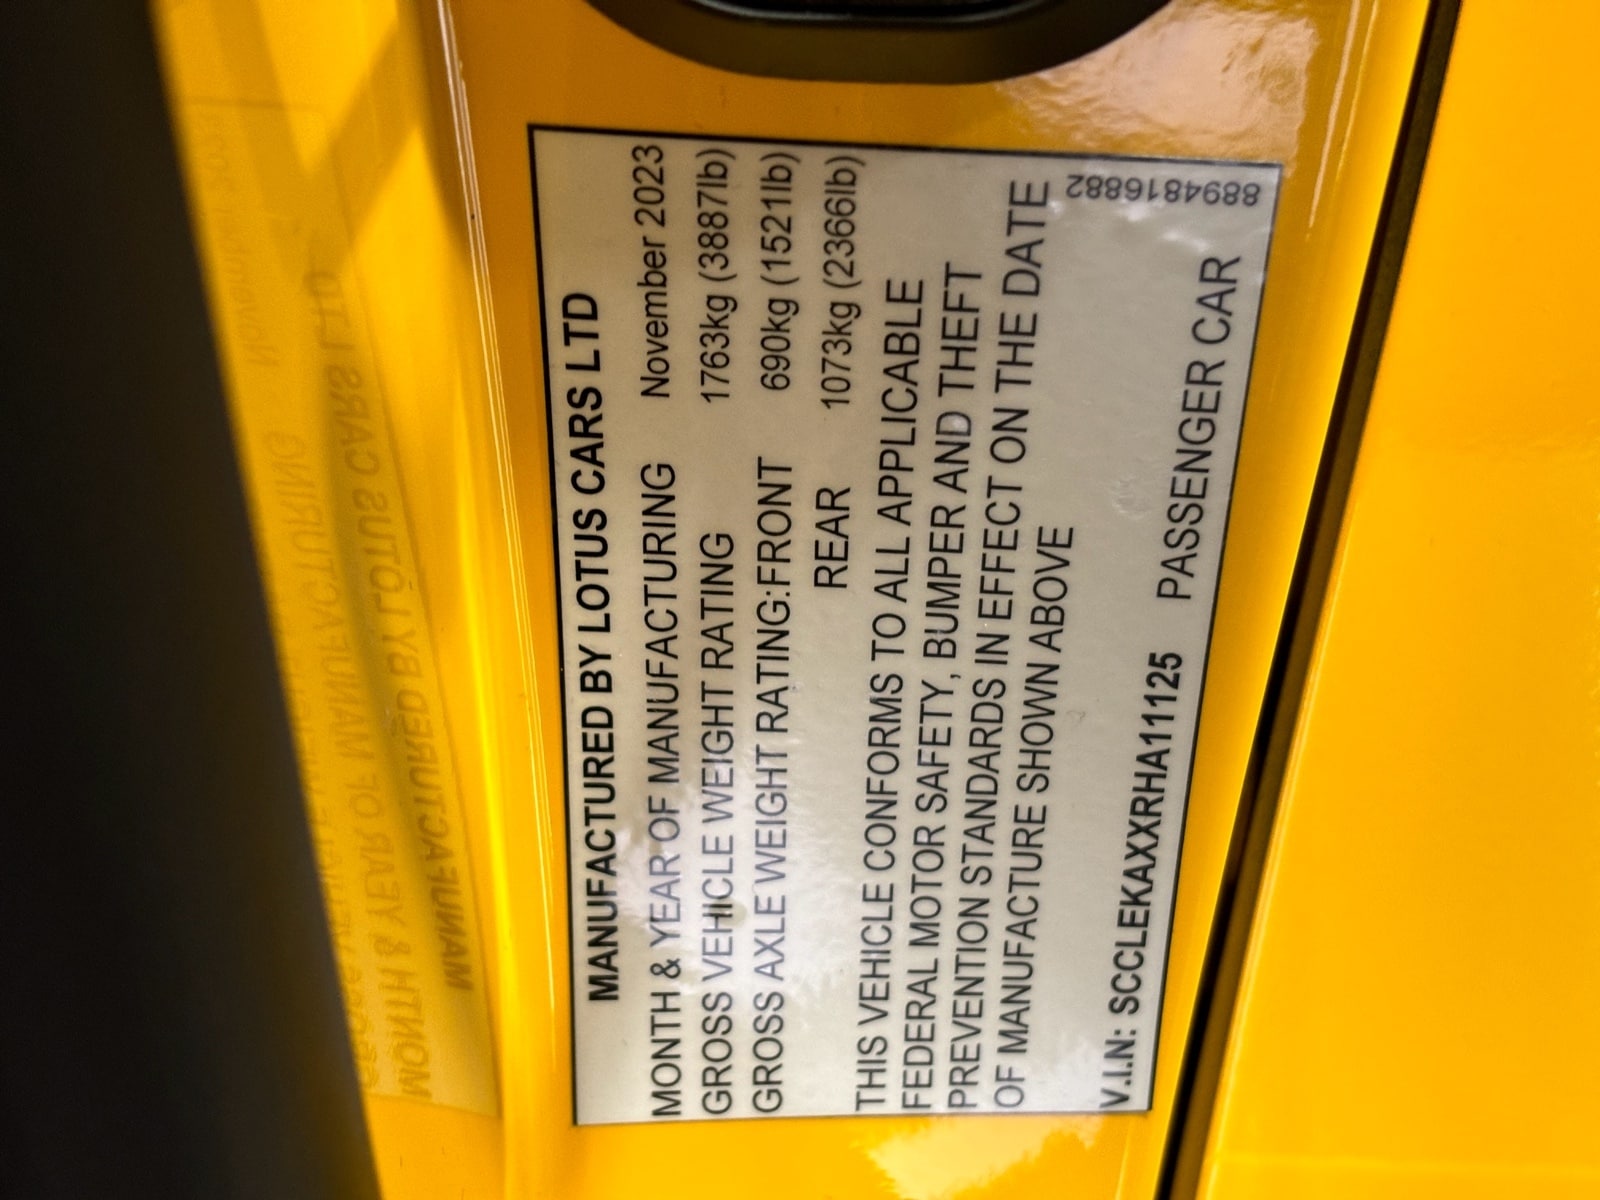 MANUFACTURED BY LOTUS CARS LTD
MONTH & YEAR OF MANUFACTURING November 2023
GROSS VEHICLE WEIGHT RATING 1763kg (3887lb)
GROSS AXLE WEIGHT RATING:FRONT 690kg (1521lb)
REAR 1073kg (2366lb)
THIS VEHICLE CONFORMS TO ALL APPLICABLE
FEDERAL MOTOR SAFETY, BUMPER AND THEFT
PREVENTION STANDARDS IN EFFECT ON THE DATE
OF MANUFACTURE SHOWN ABOVE
V.I.N: SCCLEKAXXRHA11125 PASSENGER CAR
8894816882